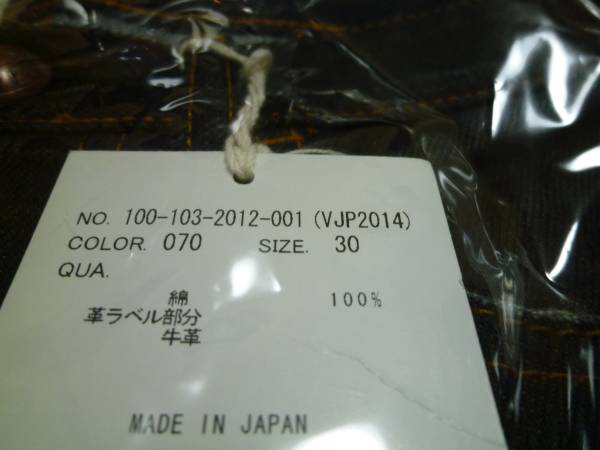 NO. 100-103-2012-001 (VJP2014)
COLOR. 070 SIZE. 30
QUA.
綿 100%
革ラベル部分
牛革
MADE IN JAPAN